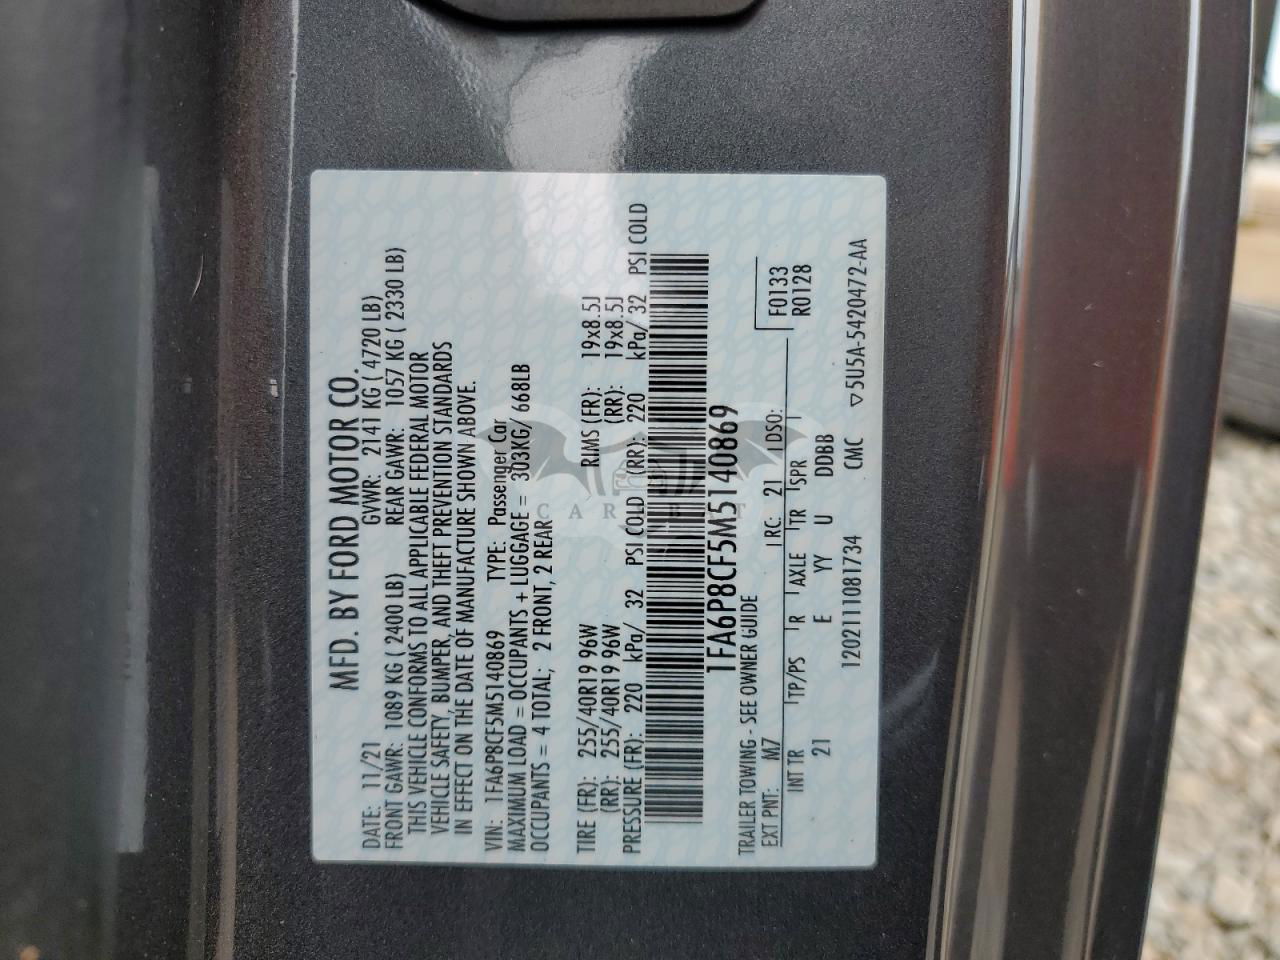 MFD. BY FORD MOTOR CO.
DATE: 11/21 GVWR: 2141 KG ( 4720 LB)
FRONT GAWR: 1089 KG ( 2400 LB) REAR GAWR: 1057 KG ( 2330 LB)
THIS VEHICLE CONFORMS TO ALL APPLICABLE FEDERAL MOTOR
VEHICLE SAFETY, BUMPER, AND THEFT PREVENTION STANDARDS
IN EFFECT ON THE DATE OF MANUFACTURE SHOWN ABOVE.
VIN: 1FA6P8CF5M5140869 TYPE: Passenger Car
MAXIMUM LOAD = OCCUPANTS + LUGGAGE = 303KG/ 668LB
OCCUPANTS = 4 TOTAL; 2 FRONT, 2 REAR
TIRE (FR): 255/40R19 96W RIMS (FR): 19x8.5J
(RR): 255/40R19 96W (RR): 19x8.5J
PRESSURE (FR): 220 kPa/ 32 PSI COLD (RR): 220 kPa/ 32 PSI COLD
1FA6P8CF5M5140869
TRAILER TOWING - SEE OWNER GUIDE F0133
EXT PNT: M7 RC: 21 DSO: R0128
INT TR TP/PS R AXLE TR SPR
21 E YY U DDBB
1202111081734 CMC ▽5U5A-5420472-AA